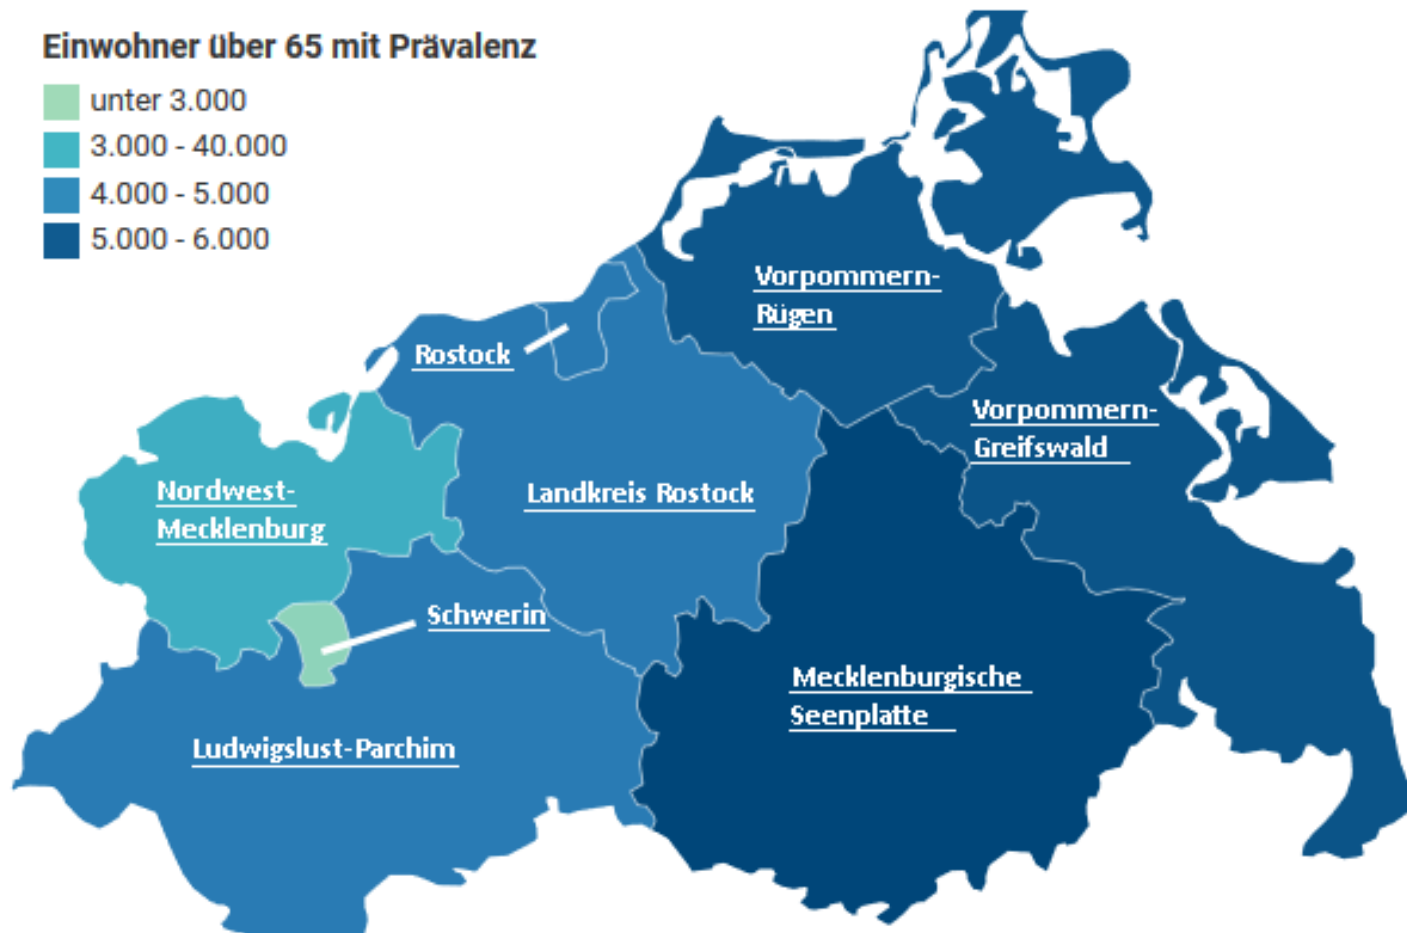 Einwohner über 65 mit Prävalenz
unter 3.000
3.000 - 40.000
4.000 - 5.000
5.000 - 6.000
Vorpommern-
Rügen
Rostock
Vorpommern-
Greifswald
Nordwest-
Mecklenburg
Landkreis Rostock
Schwerin
Mecklenburgische
Seenplatte
Ludwigslust-Parchim